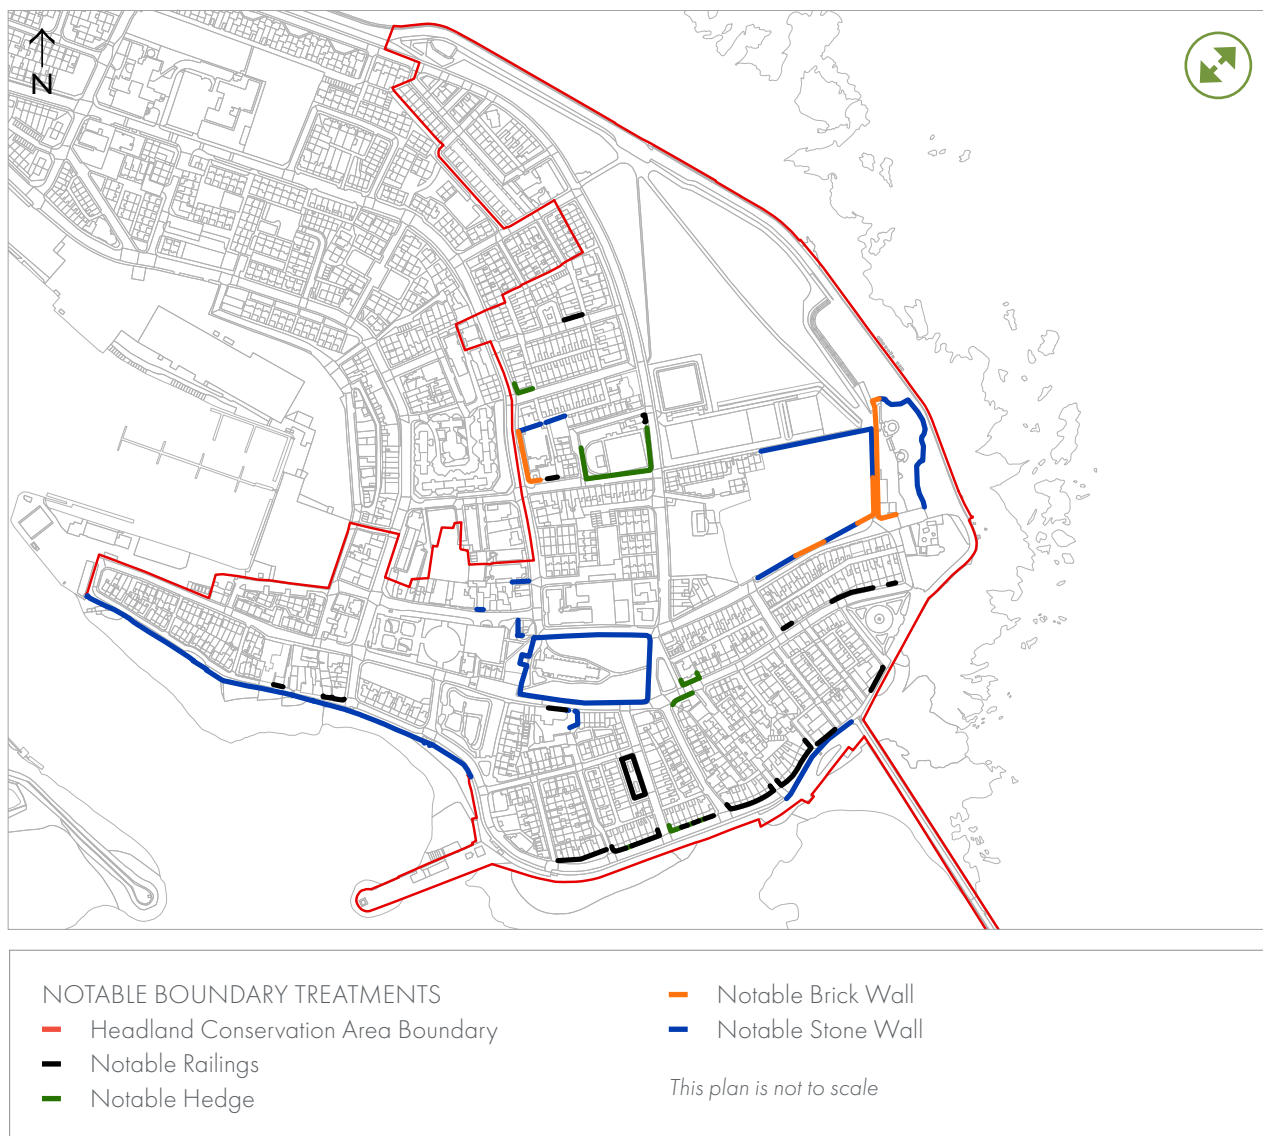 N
NOTABLE BOUNDARY TREATMENTS
Headland Conservation Area Boundary
Notable Railings
Notable Hedge
Notable Brick Wall
Notable Stone Wall
This plan is not to scale